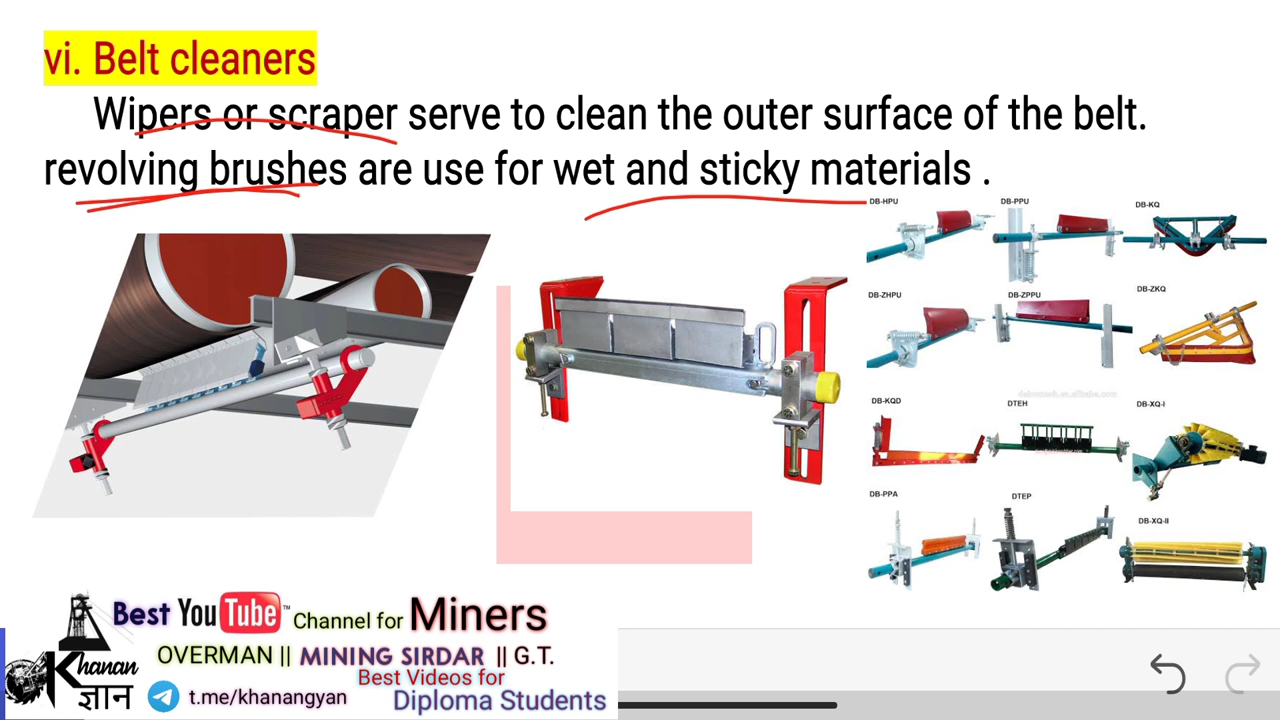 vi. Belt cleaners
Wipers or scraper serve to clean the outer surface of the belt.
revolving brushes are use for wet and sticky materials .
DB-HPU
DB-PPU
DB-KQ
DB-ZHPU
DB-ZPPU
DB-ZKQ
DB-KQD
DTEH
DB-XQ-I
DB-PPA
DTEP
DB-XQ-II
Best YouTube™ Channel for Miners
OVERMAN || MINING SIRDAR || G.T.
Best Videos for
Diploma Students
Khanan
ज्ञान
t.me/khanangyan